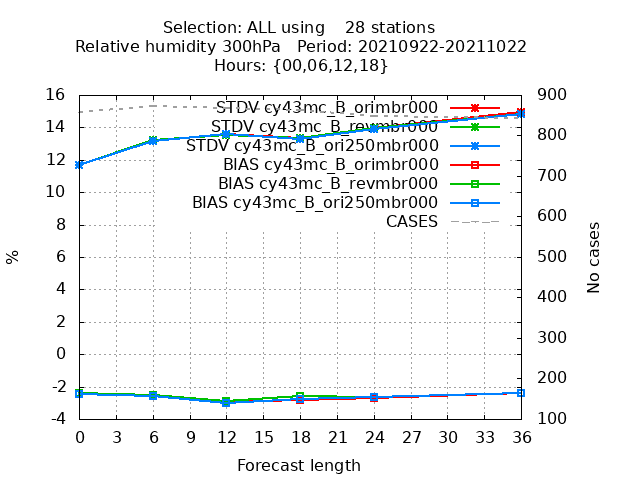 Selection: ALL using    28 stations
Relative humidity 300hPa   Period: 20210922-20211022
Hours: {00,06,12,18}
STDV cy43mc_B_orimbr000
STDV cy43mc_B_revmbr000
STDV cy43mc_B_ori250mbr000
BIAS cy43mc_B_orimbr000
BIAS cy43mc_B_revmbr000
BIAS cy43mc_B_ori250mbr000
CASES
16
14
12
10
8
6
4
2
0
-2
-4
%
900
800
700
600
500
400
300
200
100
No cases
0 3 6 9 12 15 18 21 24 27 30 33 36
Forecast length